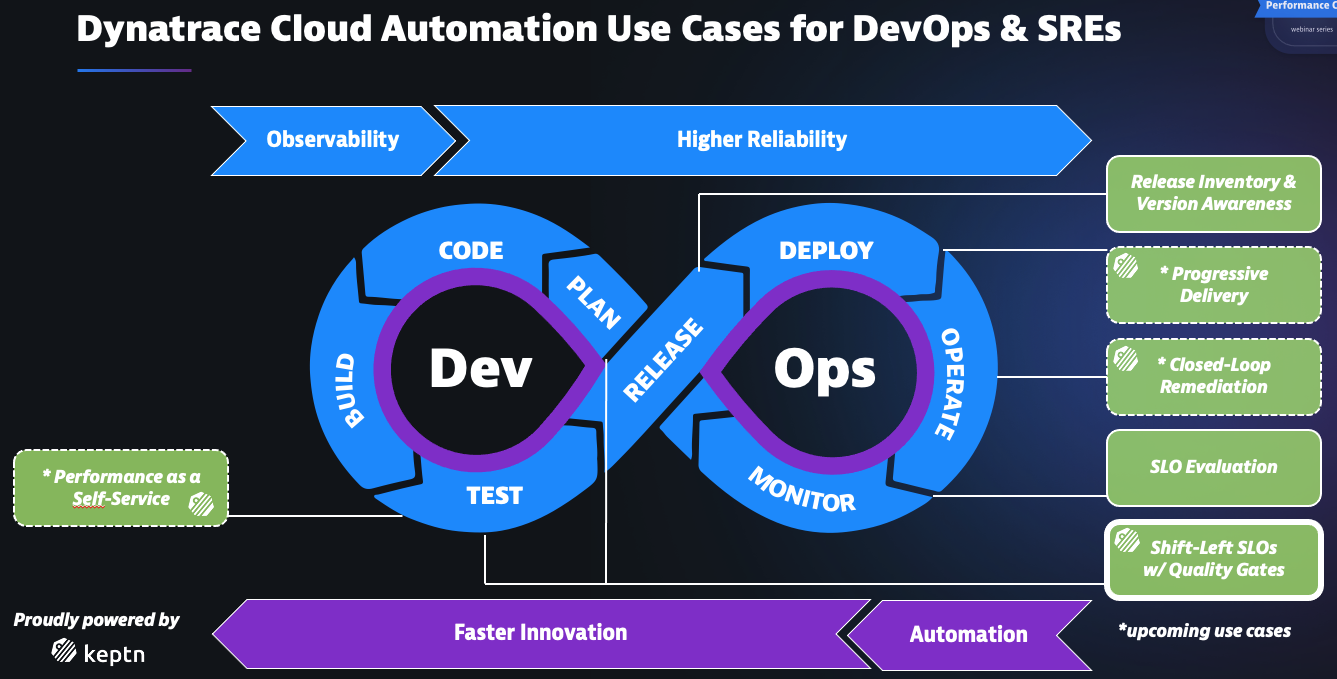 Dynatrace Cloud Automation Use Cases for DevOps & SREs
Performance
webinar series
Observability
Higher Reliability
Release Inventory &
Version Awareness
* Progressive
Delivery
* Closed-Loop
Remediation
SLO Evaluation
Shift-Left SLOs
w/ Quality Gates
*upcoming use cases
CODE
PLAN
BUILD
TEST
Dev
RELEASE
DEPLOY
OPERATE
MONITOR
Ops
* Performance as a
Self-Service
Proudly powered by
keptn
Faster Innovation
Automation